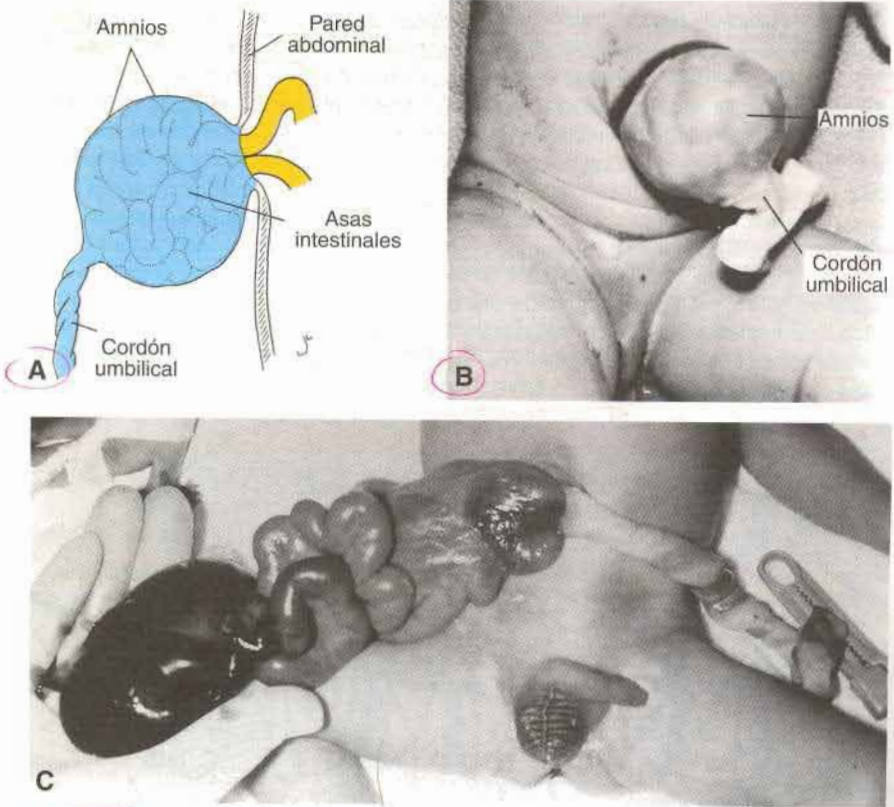 Amnios
Pared
abdominal
Asas
intestinales
Cordón
umbilical
A
Amnios
Cordón
umbilical
B
C